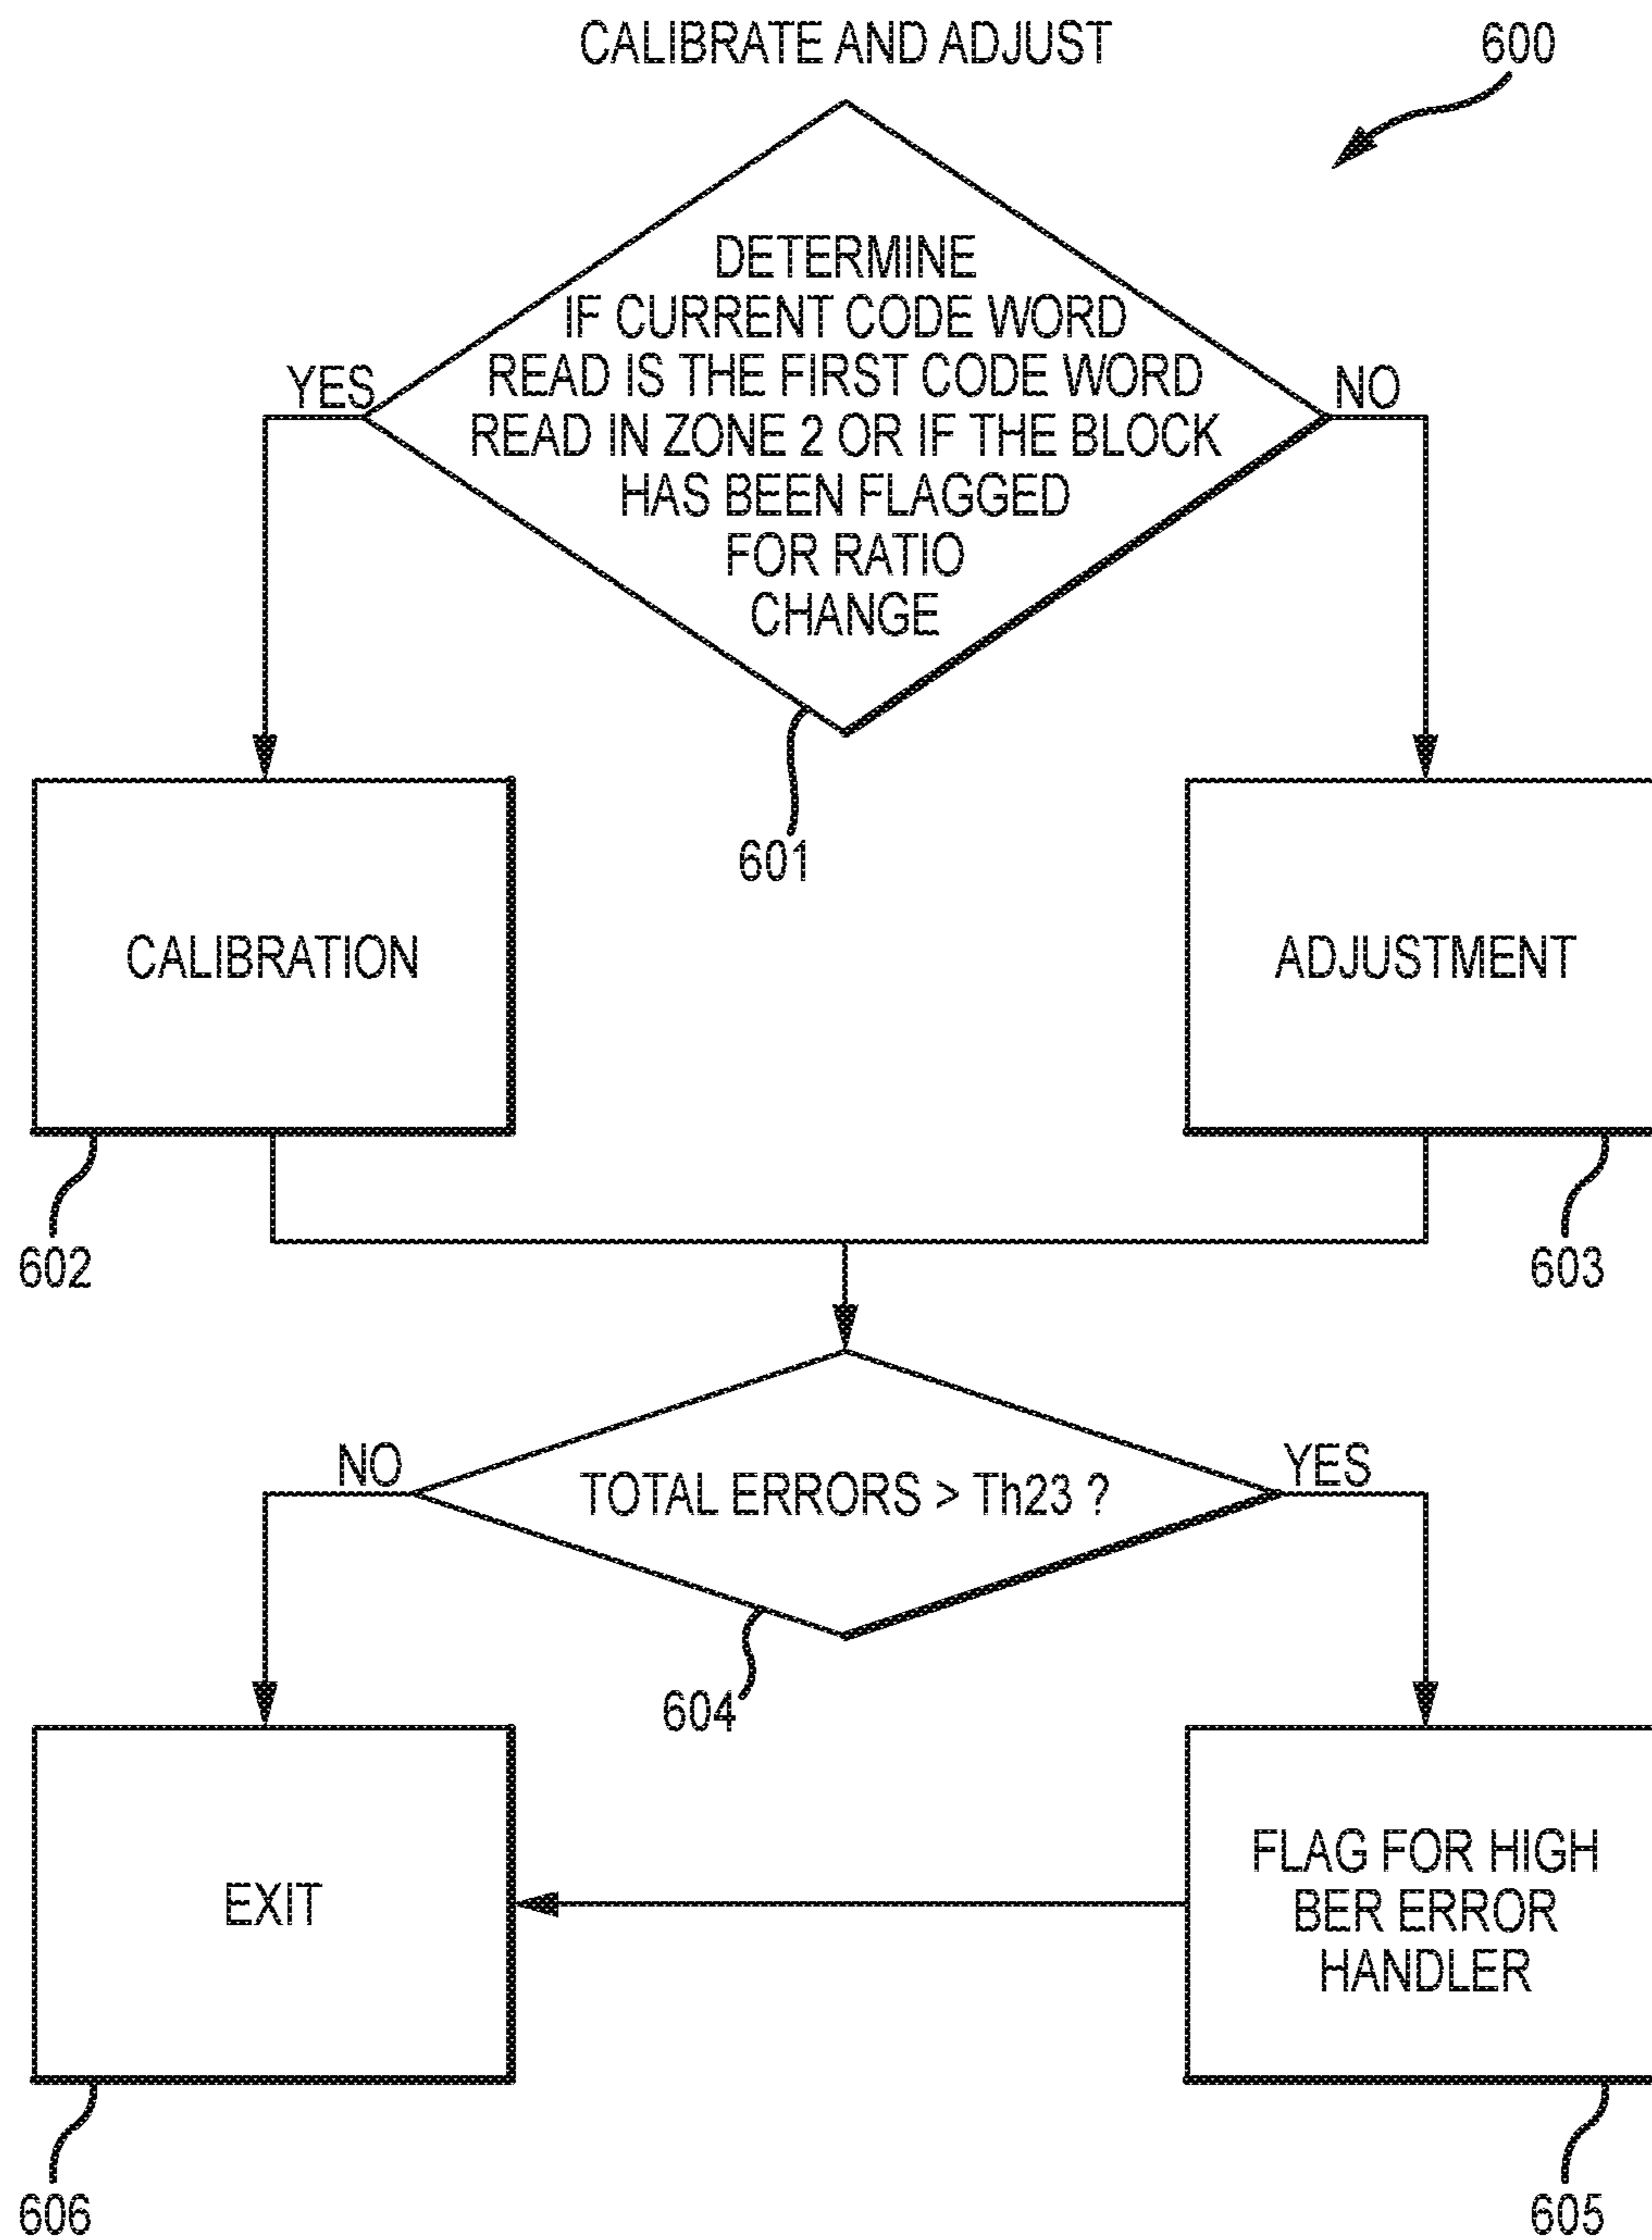 CALIBRATE AND ADJUST
600
DETERMINE
IF CURRENT CODE WORD
READ IS THE FIRST CODE WORD
READ IN ZONE 2 OR IF THE BLOCK
HAS BEEN FLAGGED
FOR RATIO
CHANGE
YES
NO
601
CALIBRATION
ADJUSTMENT
602
603
NO
TOTAL ERRORS > Th23 ?
YES
604
EXIT
FLAG FOR HIGH
BER ERROR
HANDLER
606
605